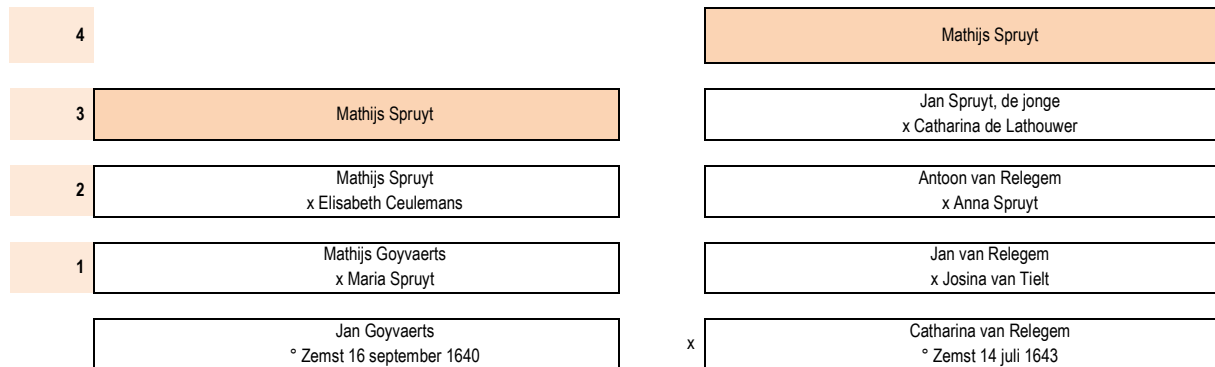 4
Mathijs Spruyt
3
Mathijs Spruyt
Jan Spruyt, de jonge
x Catharina de Lathouwer
2
Mathijs Spruyt
x Elisabeth Ceulemans
Antoon van Relegem
x Anna Spruyt
1
Mathijs Goyvaerts
x Maria Spruyt
Jan van Relegem
x Josina van Tielt
Jan Goyvaerts
° Zemst 16 september 1640
x
Catharina van Relegem
° Zemst 14 juli 1643